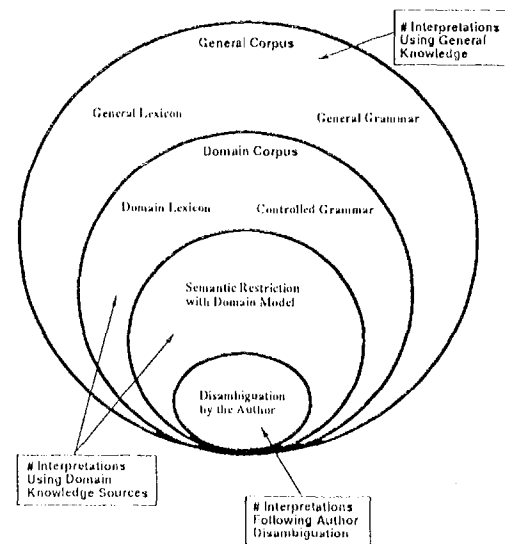 General Corpus
# Interpretations
Using General
Knowledge
General Lexicon
General Grammar
Domain Corpus
Domain Lexicon
Controlled Grammar
Semantic Restriction
with Domain Model
Disambiguation
by the Author
# Interpretations
Using Domain
Knowledge Sources
# Interpretations
Following Author
Disambiguation